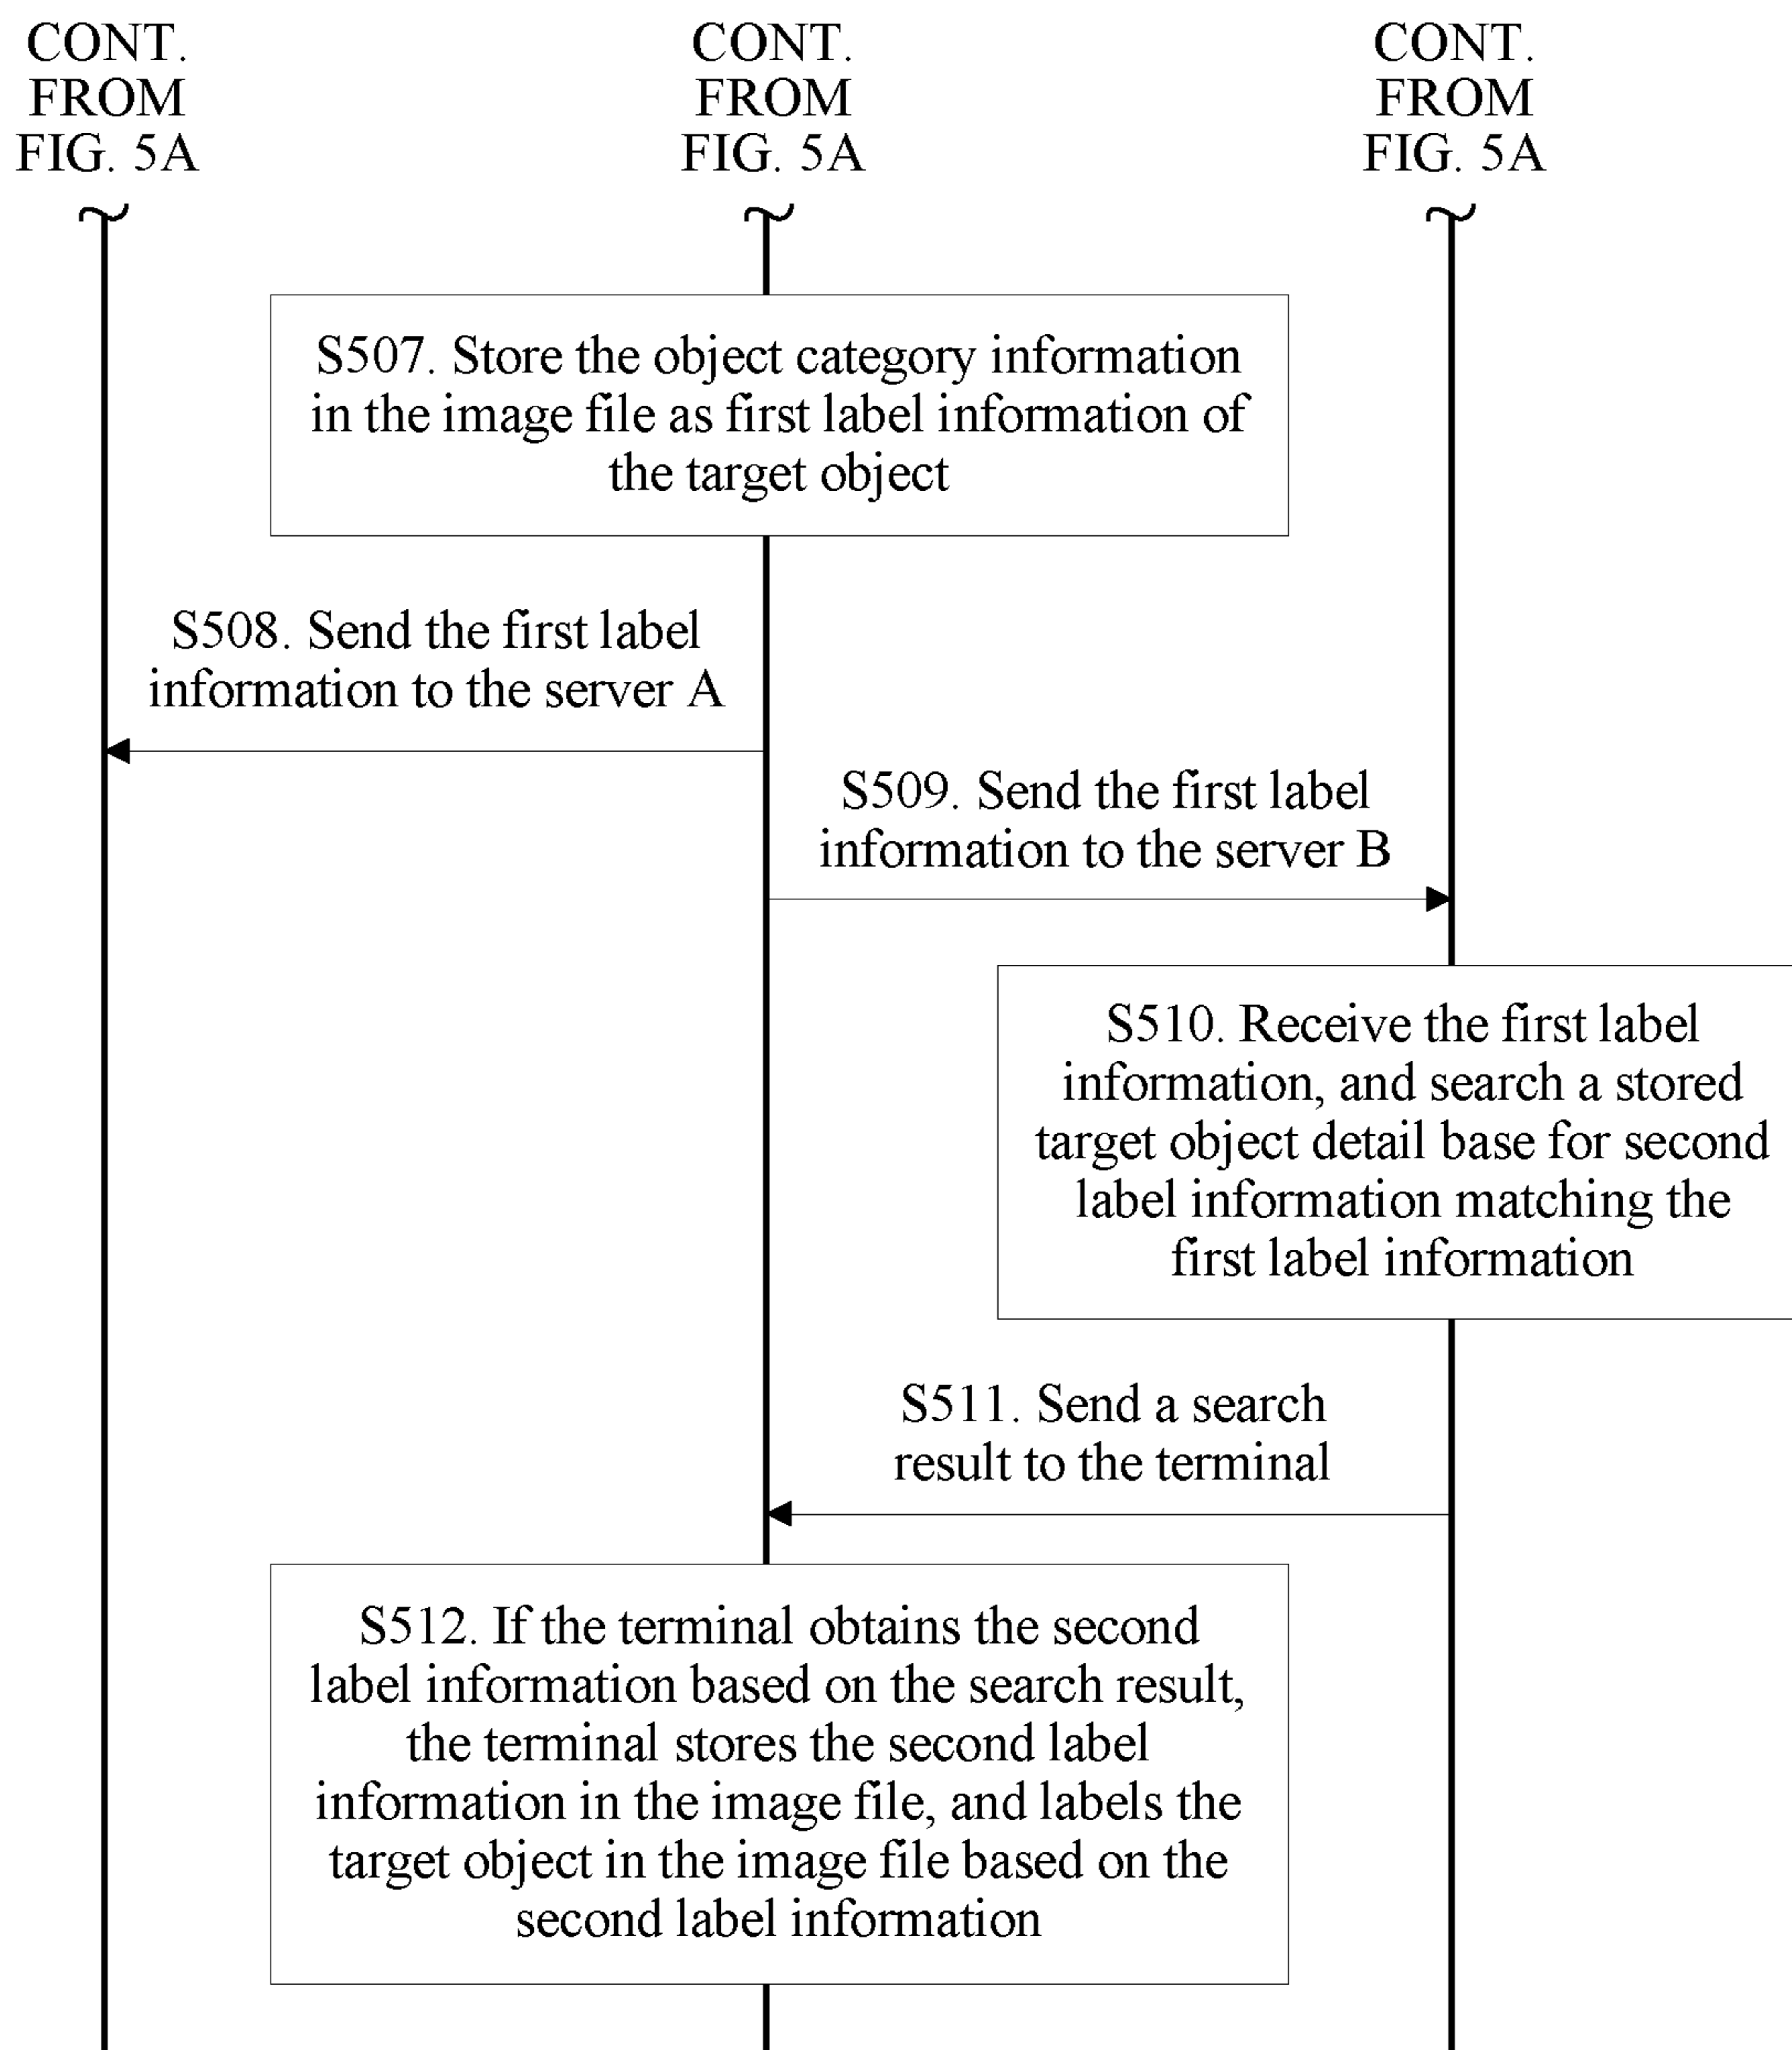 CONT.
FROM
FIG. 5A
CONT.
FROM
FIG. 5A
CONT.
FROM
FIG. 5A
S507. Store the object category information
in the image file as first label information of
the target object
S508. Send the first label
information to the server A
S509. Send the first label
information to the server B
S510. Receive the first label
information, and search a stored
target object detail base for second
label information matching the
first label information
S511. Send a search
result to the terminal
S512. If the terminal obtains the second
label information based on the search result,
the terminal stores the second label
information in the image file, and labels the
target object in the image file based on the
second label information